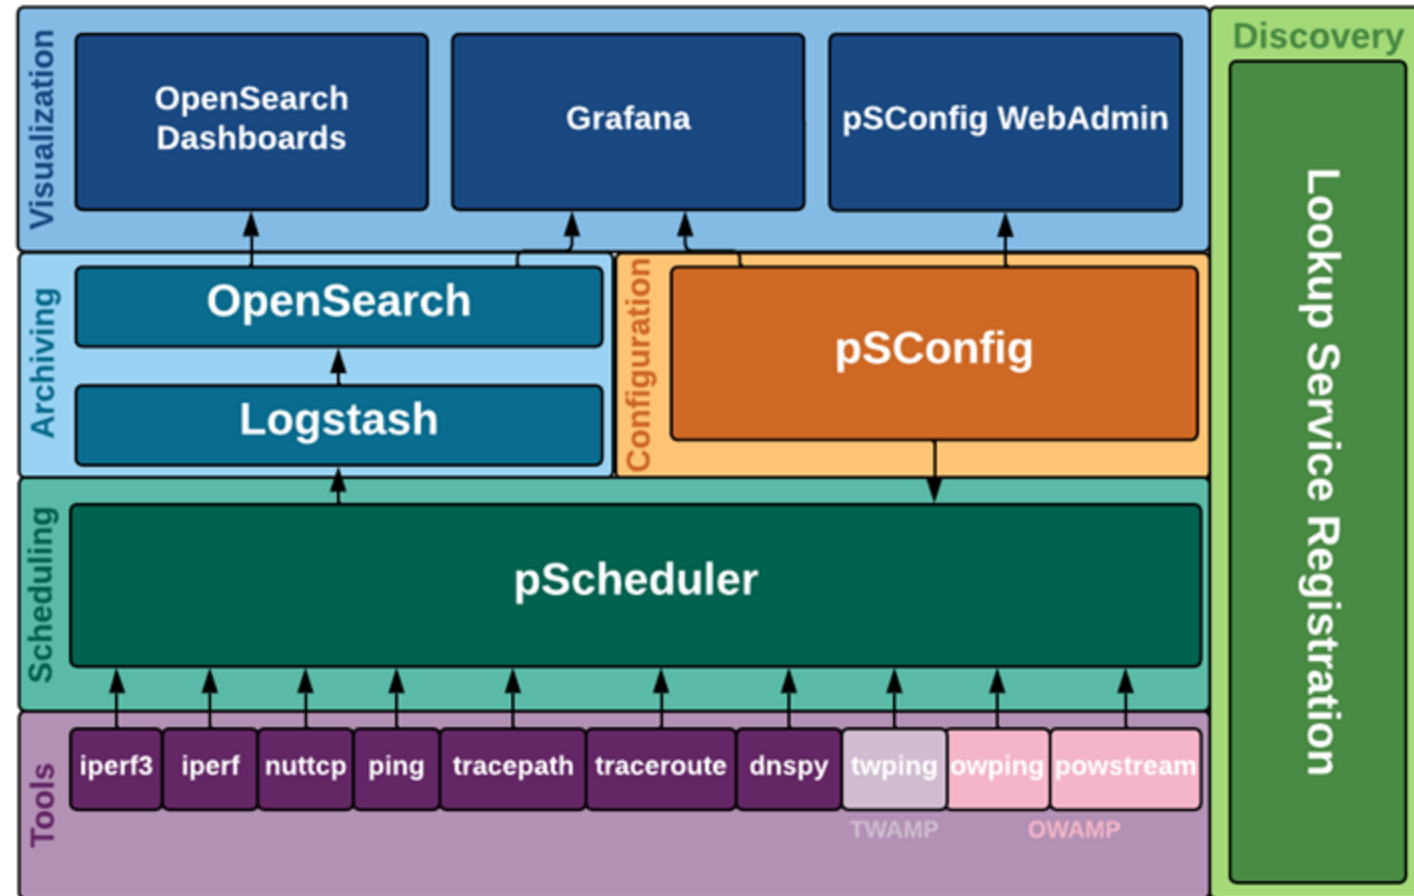 Visualization
OpenSearch
Dashboards
Grafana
pSConfig WebAdmin
Discovery
Lookup Service Registration
Archiving
OpenSearch
Logstash
Configuration
pSConfig
Scheduling
pScheduler
Tools
iperf3
iperf
nuttcp
ping
tracepath
traceroute
dnspy
twping
owping
powstream
TWAMP
OWAMP